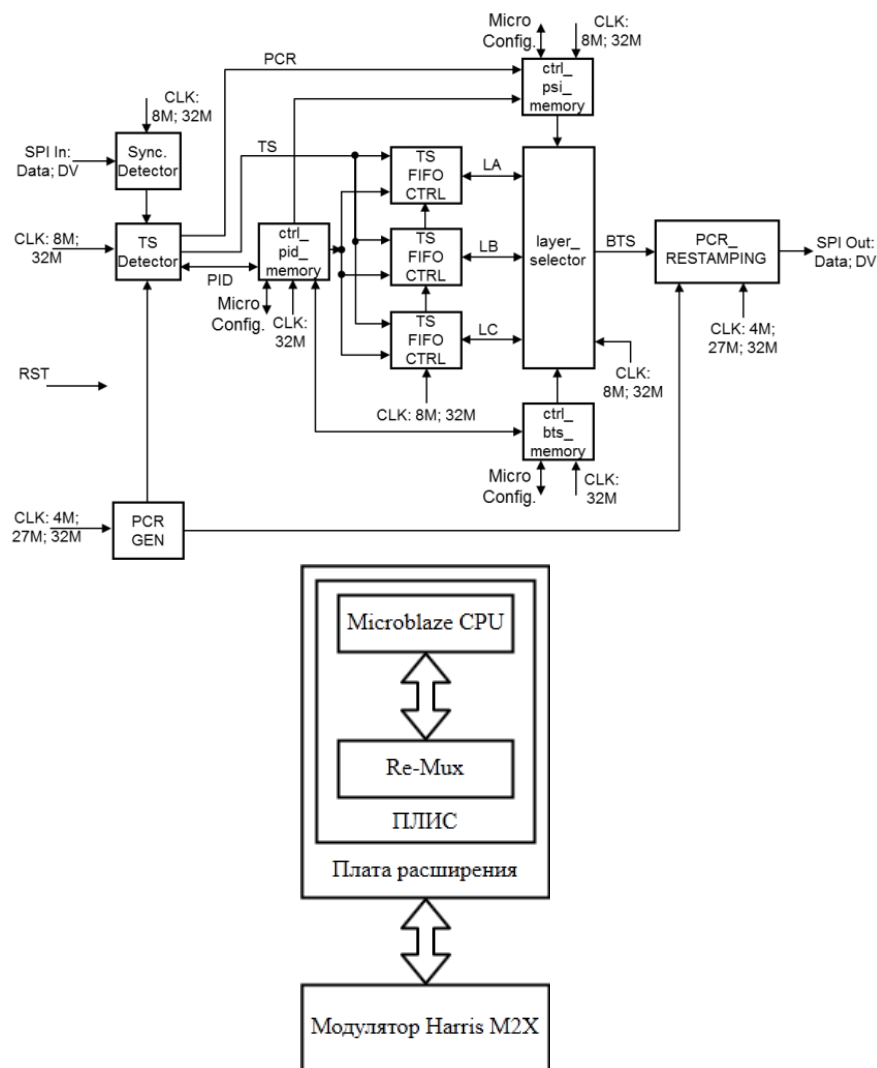 Micro
Config.
CLK:
8M; 32M
PCR
ctrl_
psi_
memory
CLK:
8M; 32M
SPI In:
Data; DV
Sync.
Detector
TS
TS
FIFO
CTRL
LA
CLK: 8M;
32M
TS
Detector
PID
ctrl_
pid_
memory
Micro
Config.
CLK:
32M
TS
FIFO
CTRL
LB
layer_
selector
BTS
PCR_
RESTAMPING
SPI Out:
Data; DV
TS
FIFO
CTRL
LC
CLK: 4M;
27M; 32M
CLK:
8M; 32M
RST
CLK: 8M; 32M
ctrl_
bts_
memory
Micro
Config.
CLK:
32M
CLK: 4M;
27M; 32M
PCR
GEN
Microblaze CPU
Re-Mux
ПЛИС
Плата расширения
Модулятор Harris M2X